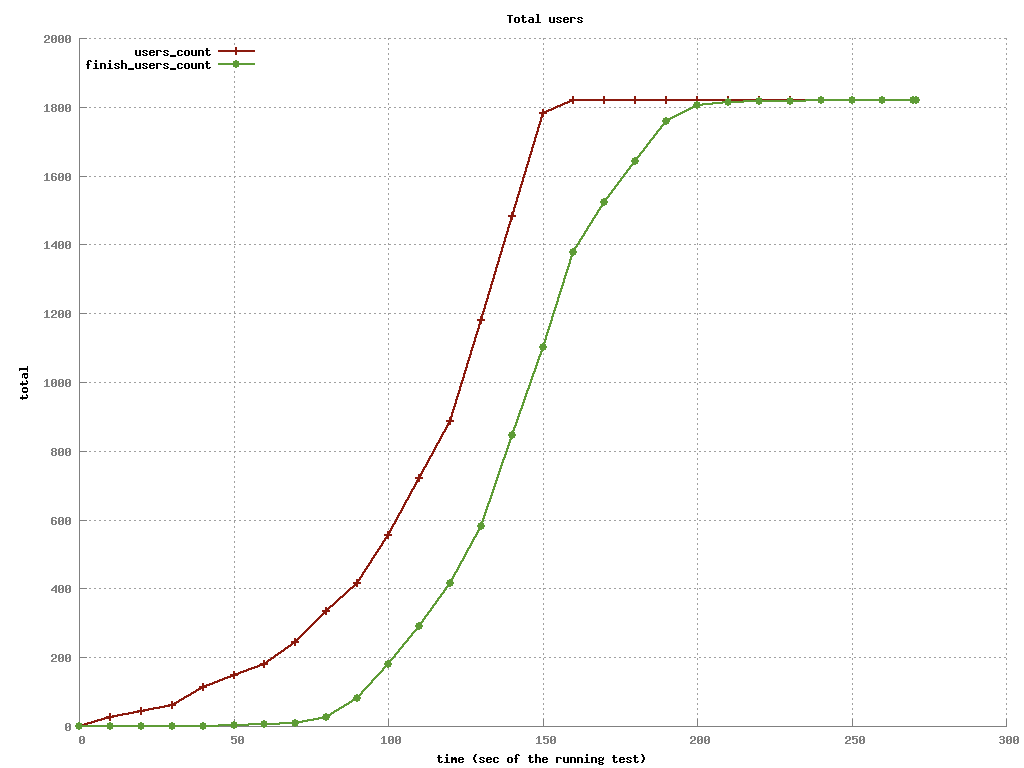 Total users
users_count
finish_users_count
2000
1800
1600
1400
1200
1000
800
600
400
200
0
total
0 50 100 150 200 250 300
time (sec of the running test)